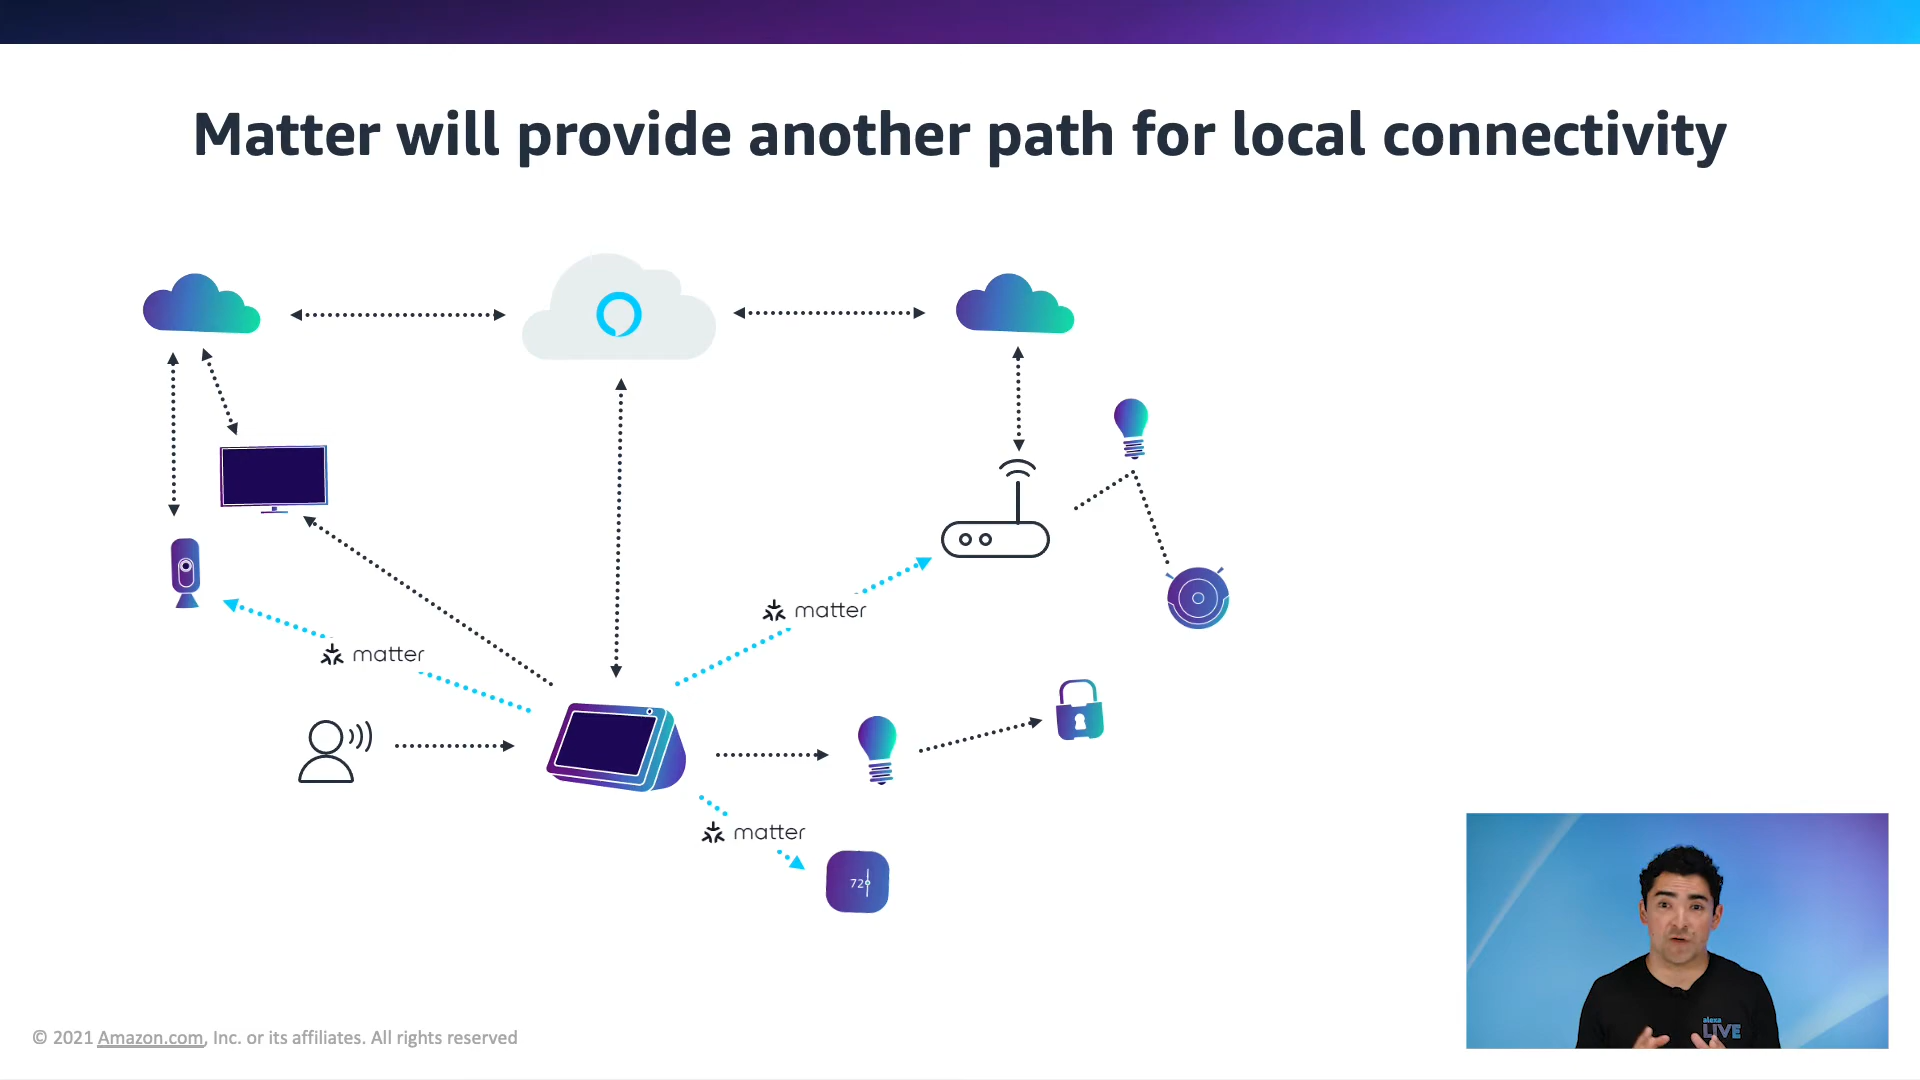 Matter will provide another path for local connectivity
matter
matter
matter
72
alexa
LIVE
© 2021 Amazon.com, Inc. or its affiliates. All rights reserved